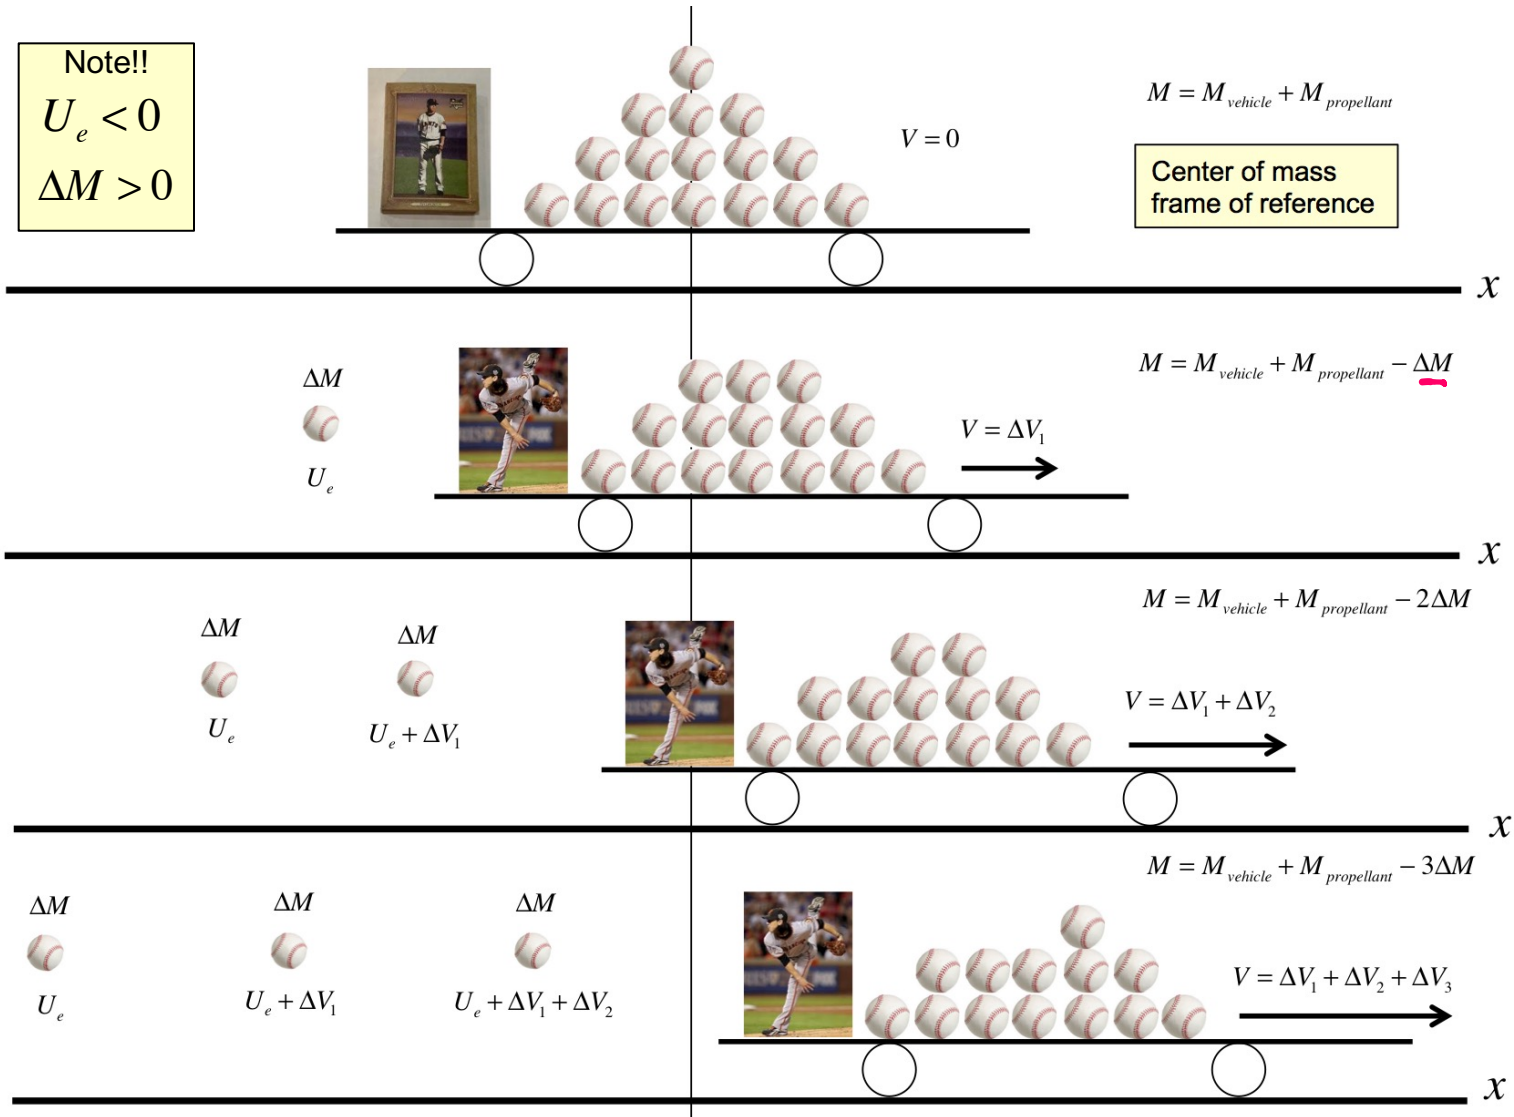 Note!!
U_e < 0
ΔM > 0
V = 0
M = M_vehicle + M_propellant
Center of mass
frame of reference
x
ΔM
U_e
V = ΔV_1
M = M_vehicle + M_propellant − ΔM
x
ΔM
U_e
ΔM
U_e + ΔV_1
M = M_vehicle + M_propellant − 2ΔM
V = ΔV_1 + ΔV_2
x
ΔM
U_e
ΔM
U_e + ΔV_1
ΔM
U_e + ΔV_1 + ΔV_2
M = M_vehicle + M_propellant − 3ΔM
V = ΔV_1 + ΔV_2 + ΔV_3
x